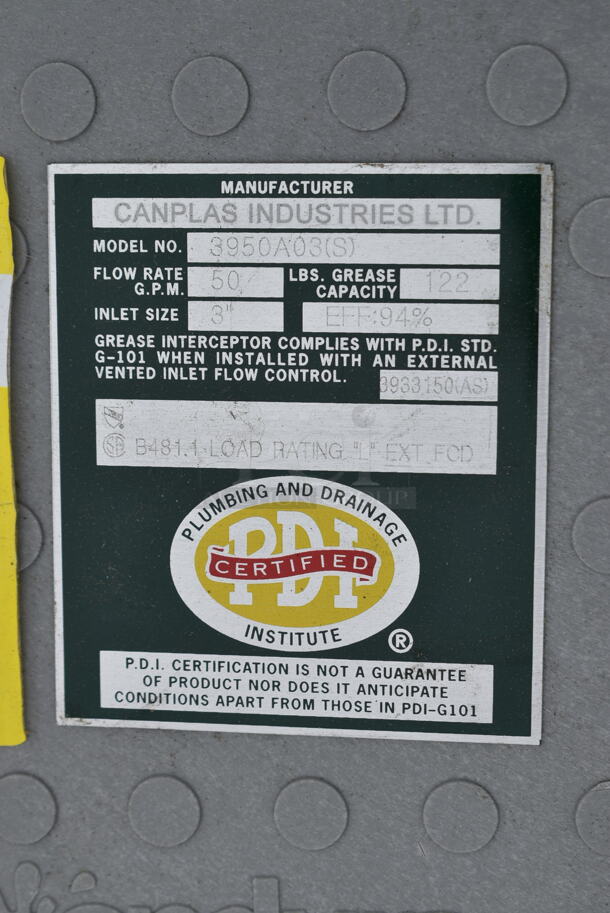 MANUFACTURER
CANPLAS INDUSTRIES LTD.
MODEL NO. 3950A03(S)
FLOW RATE G.P.M. 50 LBS. GREASE CAPACITY 122
INLET SIZE 3" EFF:94%
GREASE INTERCEPTOR COMPLIES WITH P.D.I. STD.
G-101 WHEN INSTALLED WITH AN EXTERNAL
VENTED INLET FLOW CONTROL. 3933150(AS)
B481.1 LOAD RATING "L" EXT FCD
PLUMBING AND DRAINAGE
PDI
CERTIFIED
INSTITUTE
®
P.D.I. CERTIFICATION IS NOT A GUARANTEE
OF PRODUCT NOR DOES IT ANTICIPATE
CONDITIONS APART FROM THOSE IN PDI-G101